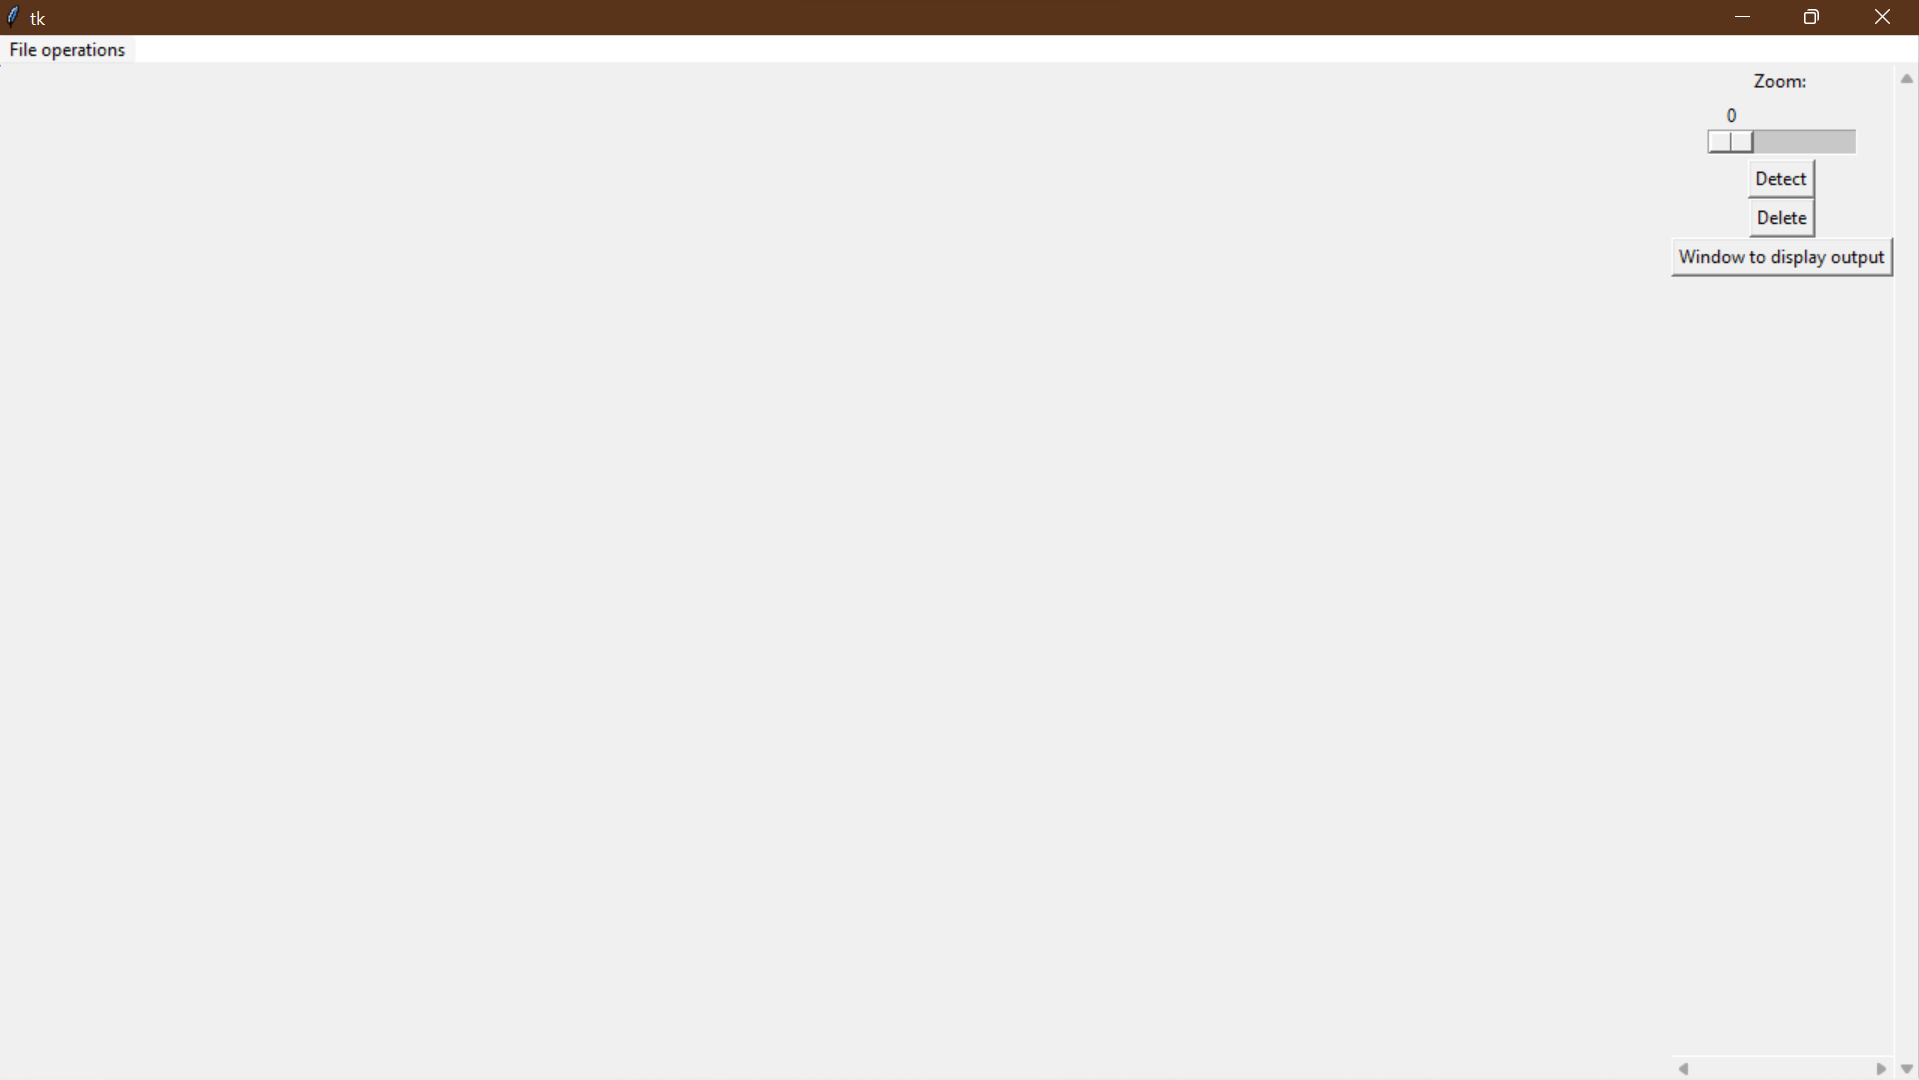 tk
File operations
Zoom:
0
Detect
Delete
Window to display output